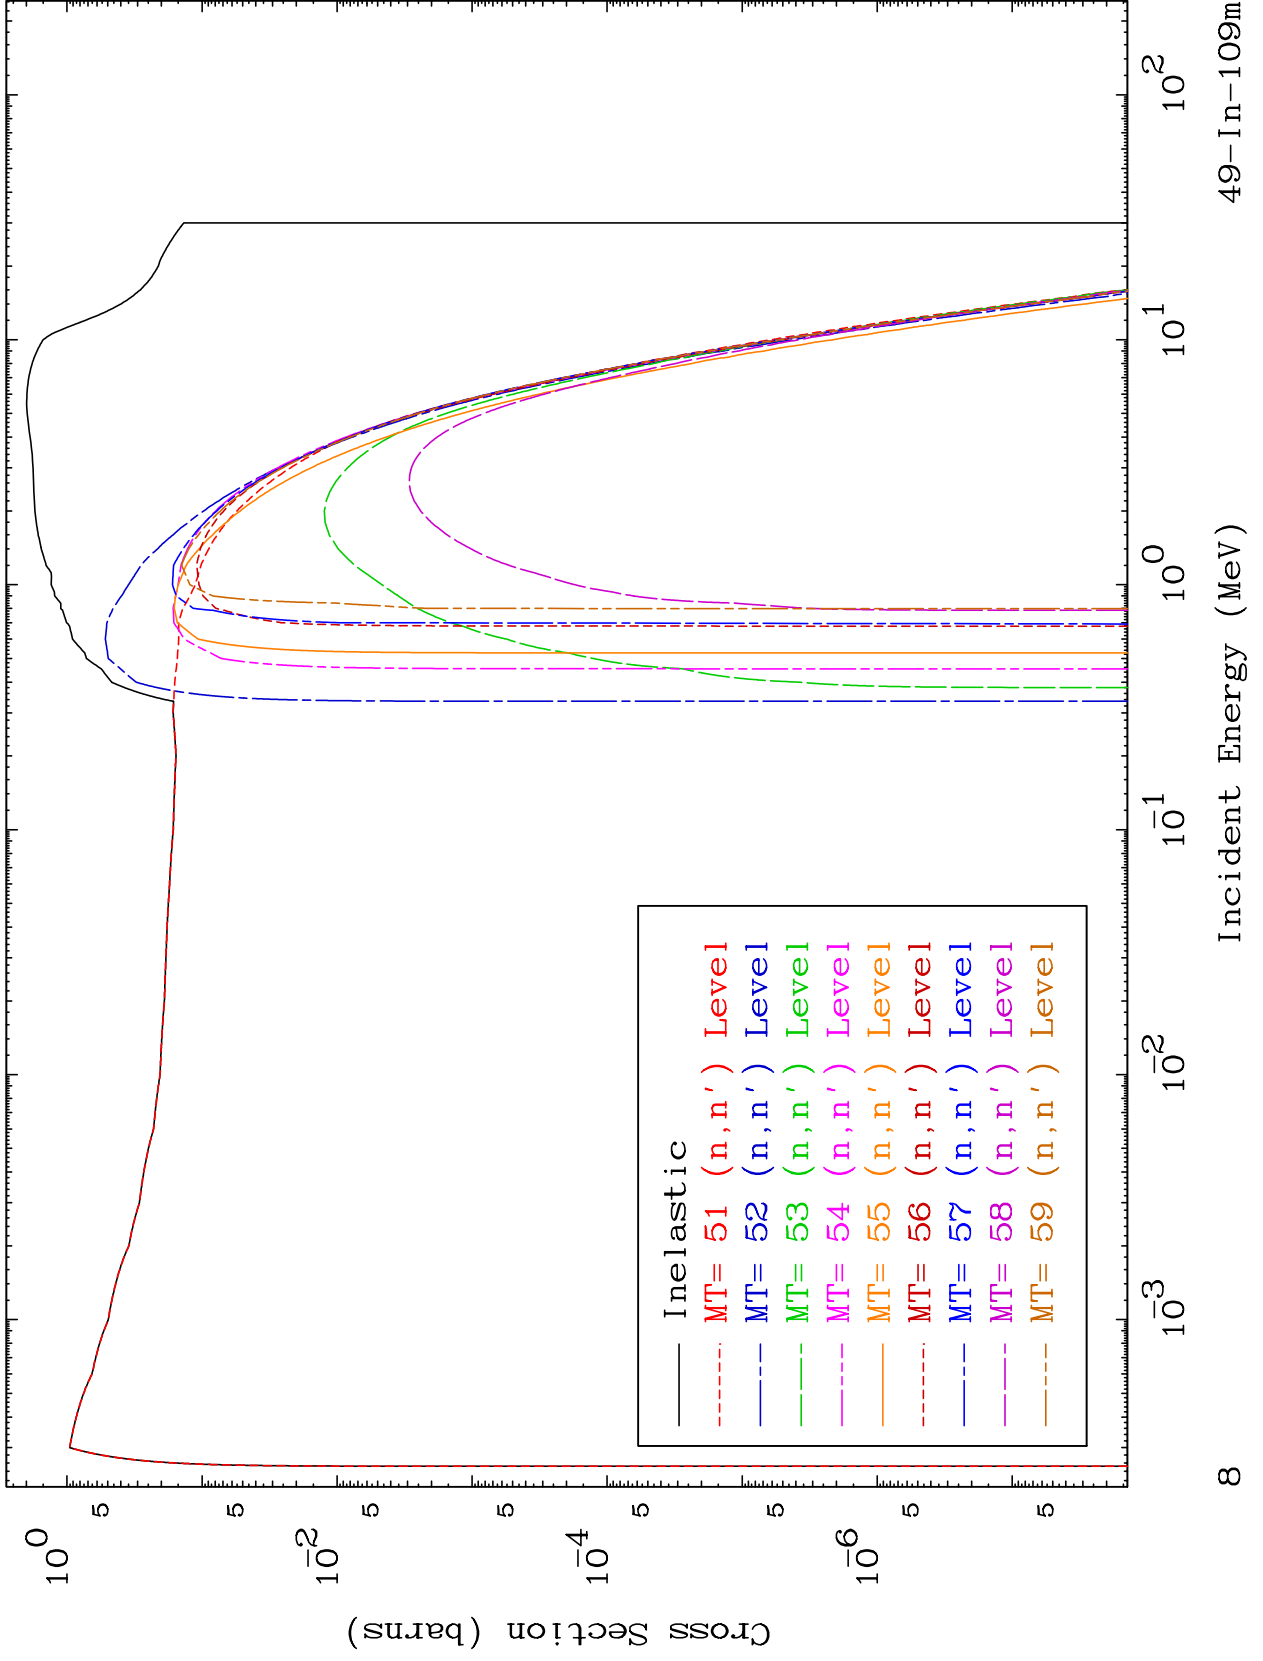 Cross Section (barns)
10^0
5
5
10^-2
5
5
10^-4
5
5
10^-6
5
5
Inelastic
MT= 51 (n,n') Level
MT= 52 (n,n') Level
MT= 53 (n,n') Level
MT= 54 (n,n') Level
MT= 55 (n,n') Level
MT= 56 (n,n') Level
MT= 57 (n,n') Level
MT= 58 (n,n') Level
MT= 59 (n,n') Level
10^-3
10^-2
10^-1
10^0
10^1
10^2
Incident Energy (MeV)
8
49-In-109m